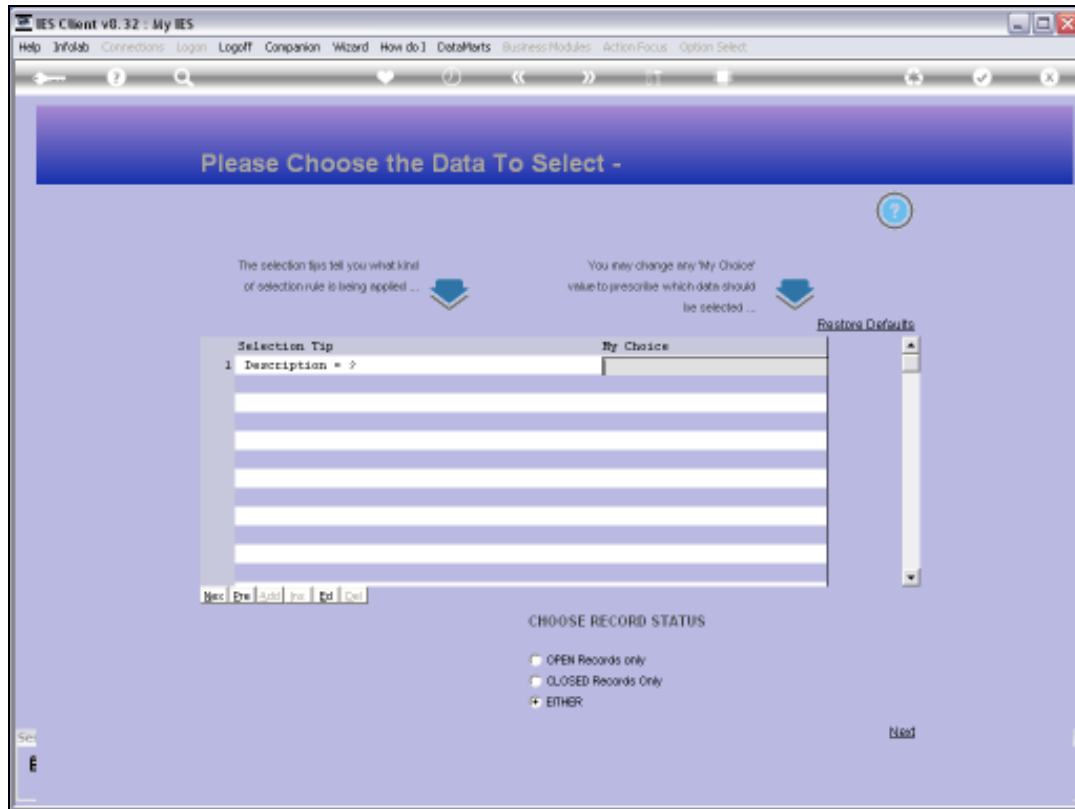 IES Client v8.32 : My IES
Help Infolab Connections Logon Logoff Companion Wizard How do I DataMarts Business Modules Action Focus Option Select
Please Choose the Data To Select -
The selection tips tell you what kind
of selection rule is being applied ...
You may change any 'My Choice'
value to prescribe which data should
be selected ...
Restore Defaults
Selection Tip My Choice
1 Description = ?
Nex Pre Add Ins Ed Del
CHOOSE RECORD STATUS
OPEN Records only
CLOSED Records Only
EITHER
Next